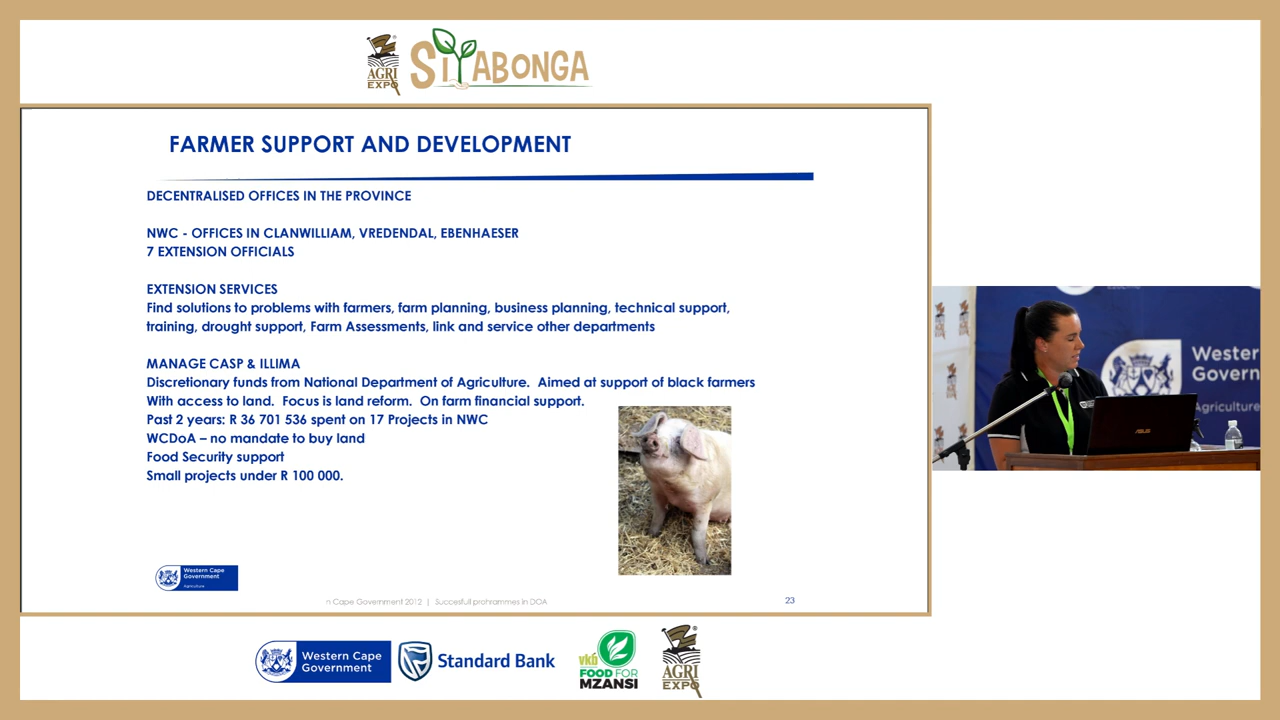 AGRI
EXPO
SIYABONGA
FARMER SUPPORT AND DEVELOPMENT
DECENTRALISED OFFICES IN THE PROVINCE
NWC - OFFICES IN CLANWILLIAM, VREDENDAL, EBENHAESER
7 EXTENSION OFFICIALS
EXTENSION SERVICES
Find solutions to problems with farmers, farm planning, business planning, technical support,
training, drought support, Farm Assessments, link and service other departments
MANAGE CASP & ILLIMA
Discretionary funds from National Department of Agriculture. Aimed at support of black farmers
With access to land. Focus is land reform. On farm financial support.
Past 2 years: R 36 701 536 spent on 17 Projects in NWC
WCDoA – no mandate to buy land
Food Security support
Small projects under R 100 000.
Western Cape
Government
Agriculture
n Cape Government 2012 | Succesfull prohrammes in DOA
23
Wester
Govern
Agriculture
ASUS
Western Cape
Government
Standard Bank
vkb
FOOD FOR
MZANSI
AGRI
EXPO